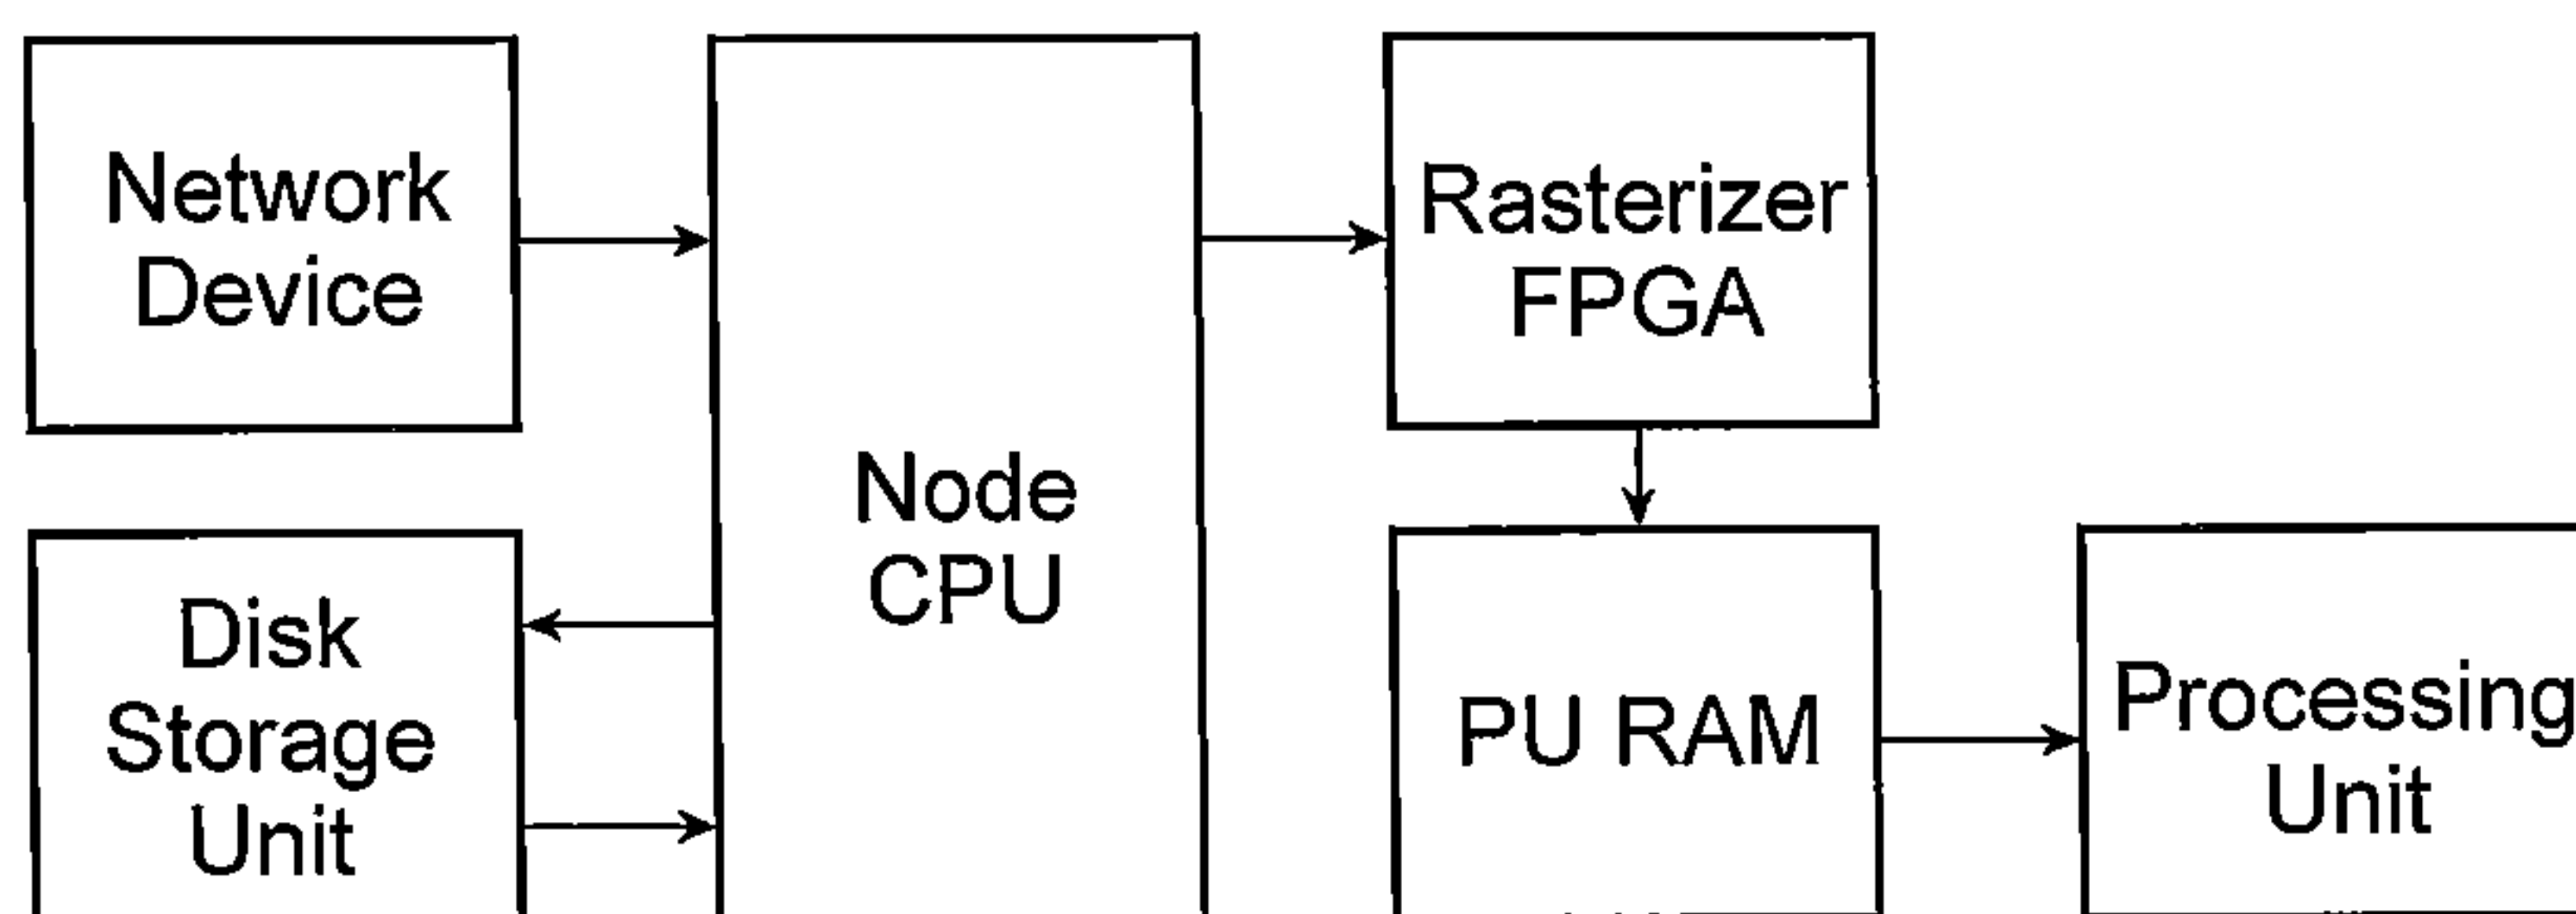 Network
Device
Node
CPU
Rasterizer
FPGA
Disk
Storage
Unit
PU RAM
Processing
Unit